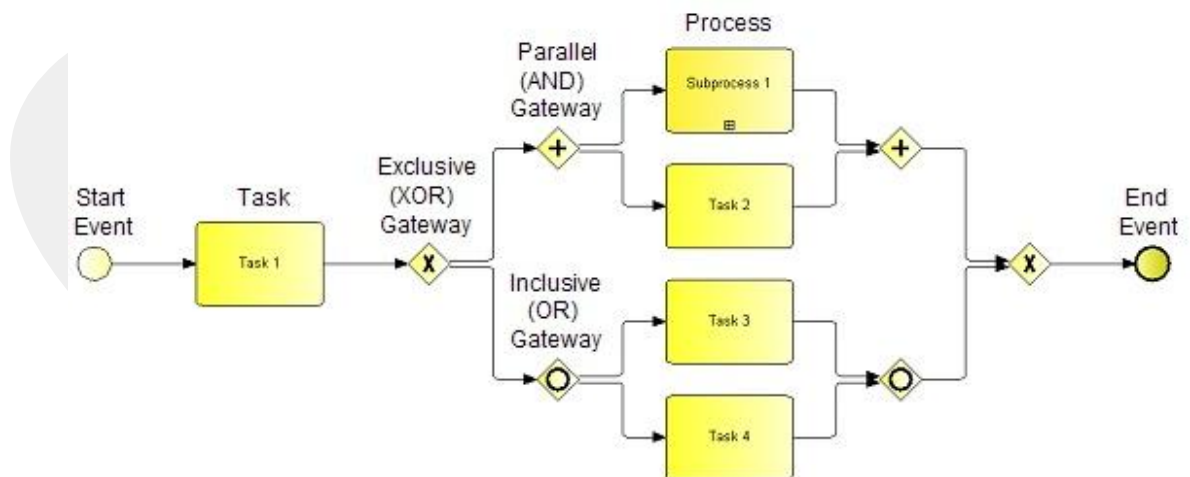 Process
Parallel
(AND)
Gateway
Subprocess 1
Exclusive
(XOR)
Gateway
Start
Event
Task
Task 1
Task 2
End
Event
Inclusive
(OR)
Gateway
Task 3
Task 4